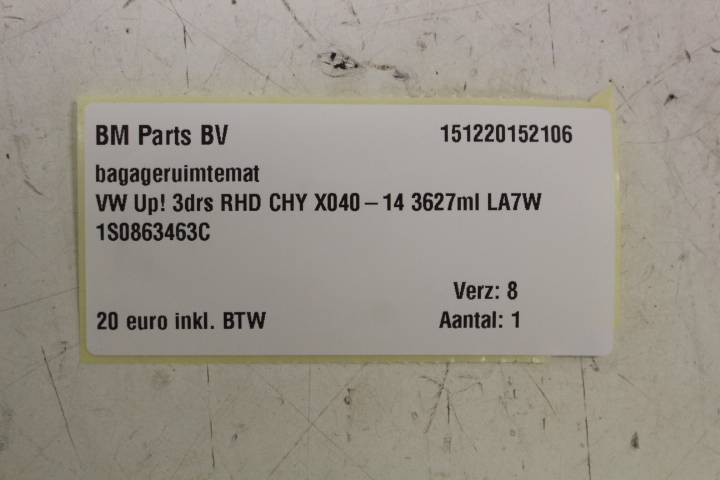 BM Parts BV 151220152106
bagageruimtemat
VW Up! 3drs RHD CHY X040-14 3627ml LA7W
1S0863463C
Verz: 8
20 euro inkl. BTW Aantal: 1